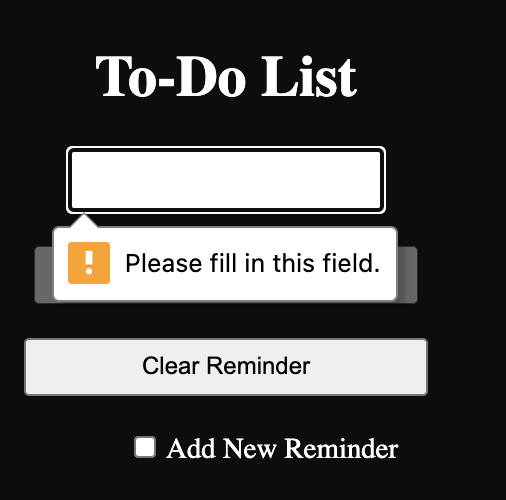 To-Do List
Please fill in this field.
Clear Reminder
Add New Reminder